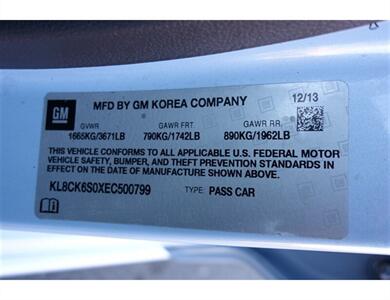 GM
MFD BY GM KOREA COMPANY 12/13
GVWR GAWR FRT GAWR RR
1665KG/3671LB 790KG/1742LB 890KG/1962LB
THIS VEHICLE CONFORMS TO ALL APPLICABLE U.S. FEDERAL MOTOR
VEHICLE SAFETY, BUMPER, AND THEFT PREVENTION STANDARDS IN
EFFECT ON THE DATE OF MANUFACTURE SHOWN ABOVE.
KL8CK6S0XEC500799 TYPE: PASS CAR